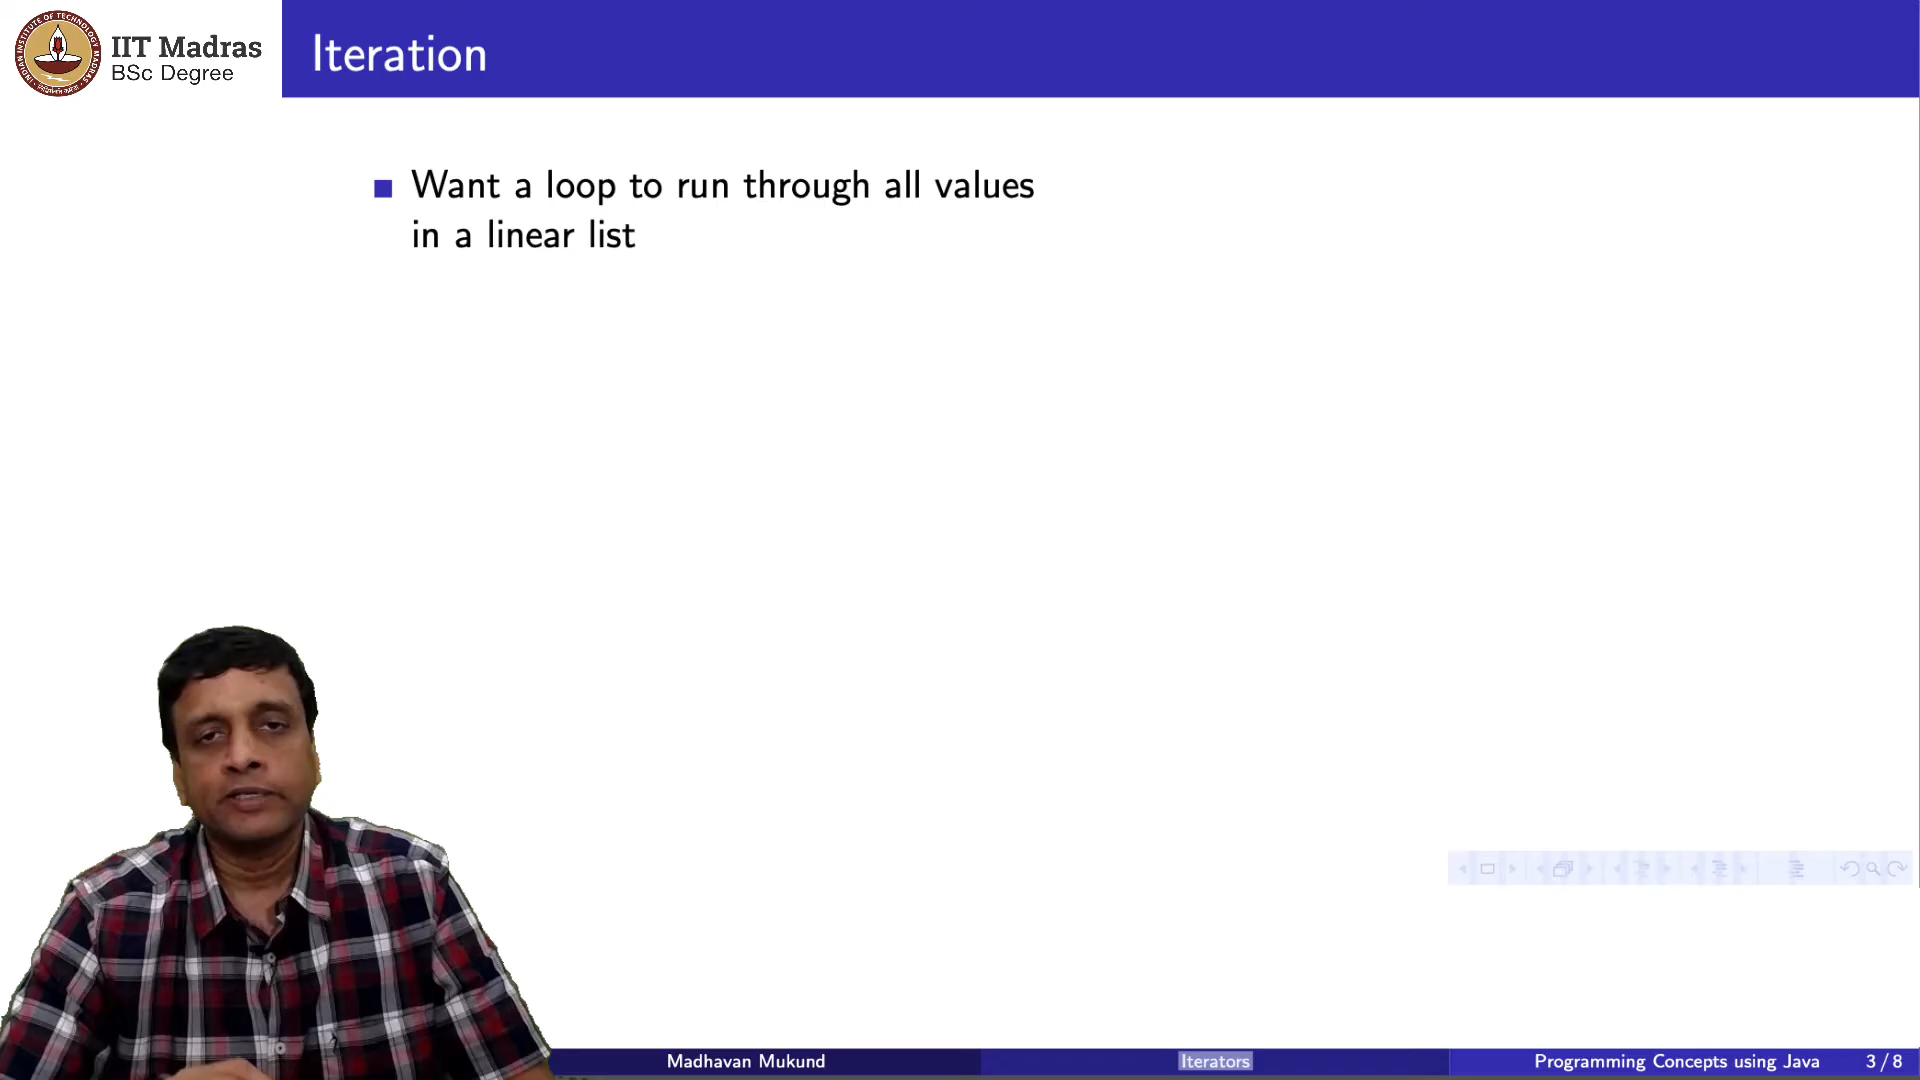 IIT Madras
BSc Degree
Iteration
Want a loop to run through all values
in a linear list
Madhavan Mukund
Iterators
Programming Concepts using Java
3 / 8